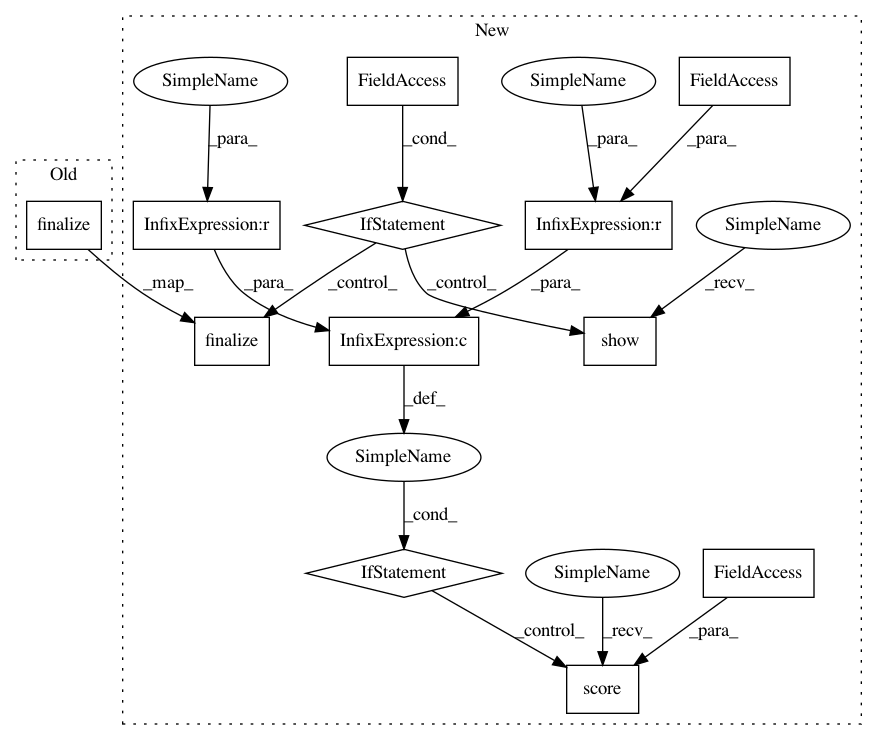 New
SimpleName
FieldAccess
SimpleName
FieldAccess
_para_
_cond_
_para_
_para_
Old
finalize
InfixExpression:r
IfStatement
InfixExpression:r
SimpleName
_map_
_para_
_control_
_control_
_para_
_recv_
finalize
InfixExpression:c
show
_def_
SimpleName
_cond_
IfStatement
SimpleName
FieldAccess
_control_
_recv_
_para_
score